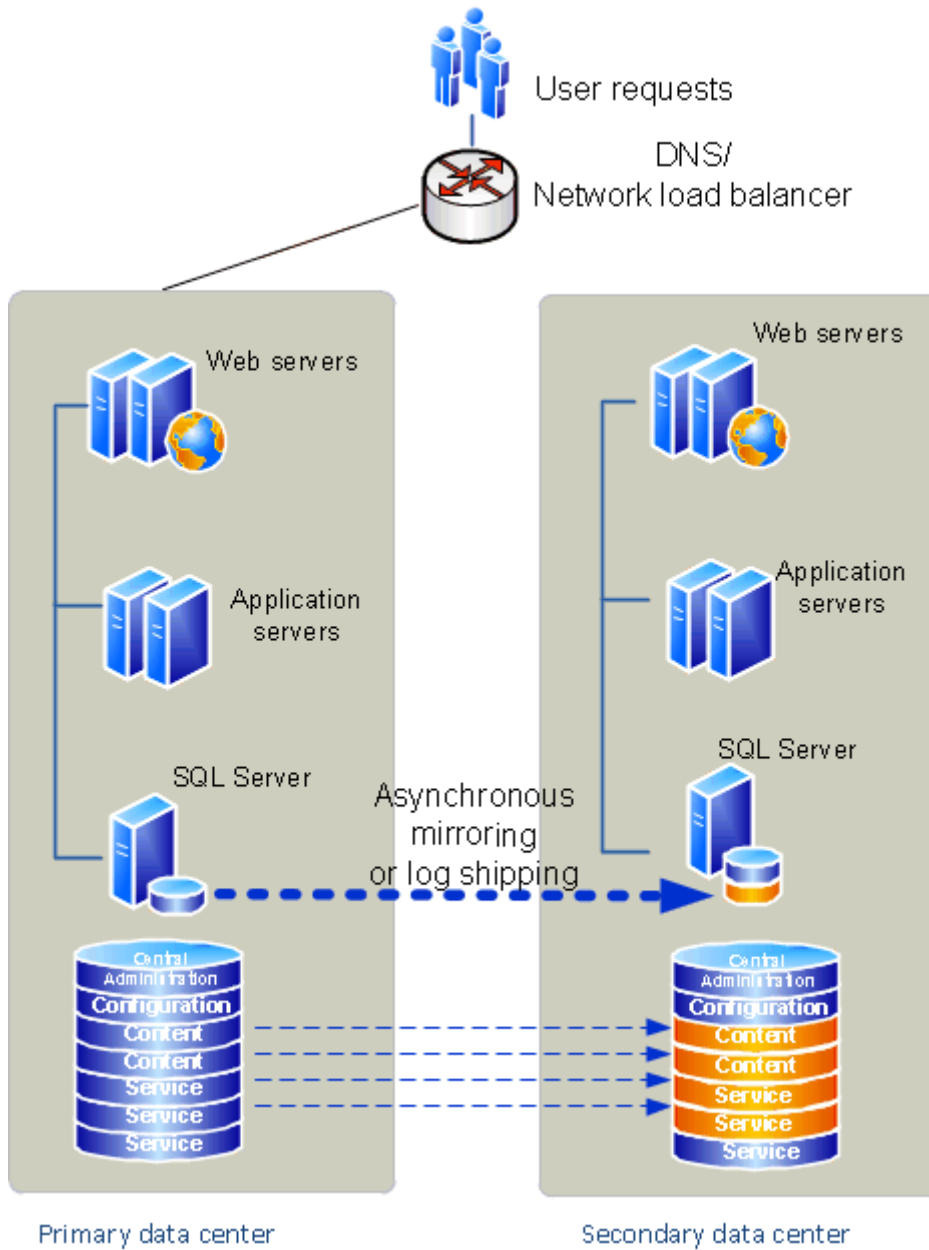 User requests
DNS/
Network load balancer
Web servers
Application
servers
SQL Server
Central
Administration
Configuration
Content
Content
Service
Service
Service
Primary data center
Asynchronous
mirroring
or log shipping
Web servers
Application
servers
SQL Server
Central
Administration
Configuration
Content
Content
Service
Service
Service
Secondary data center